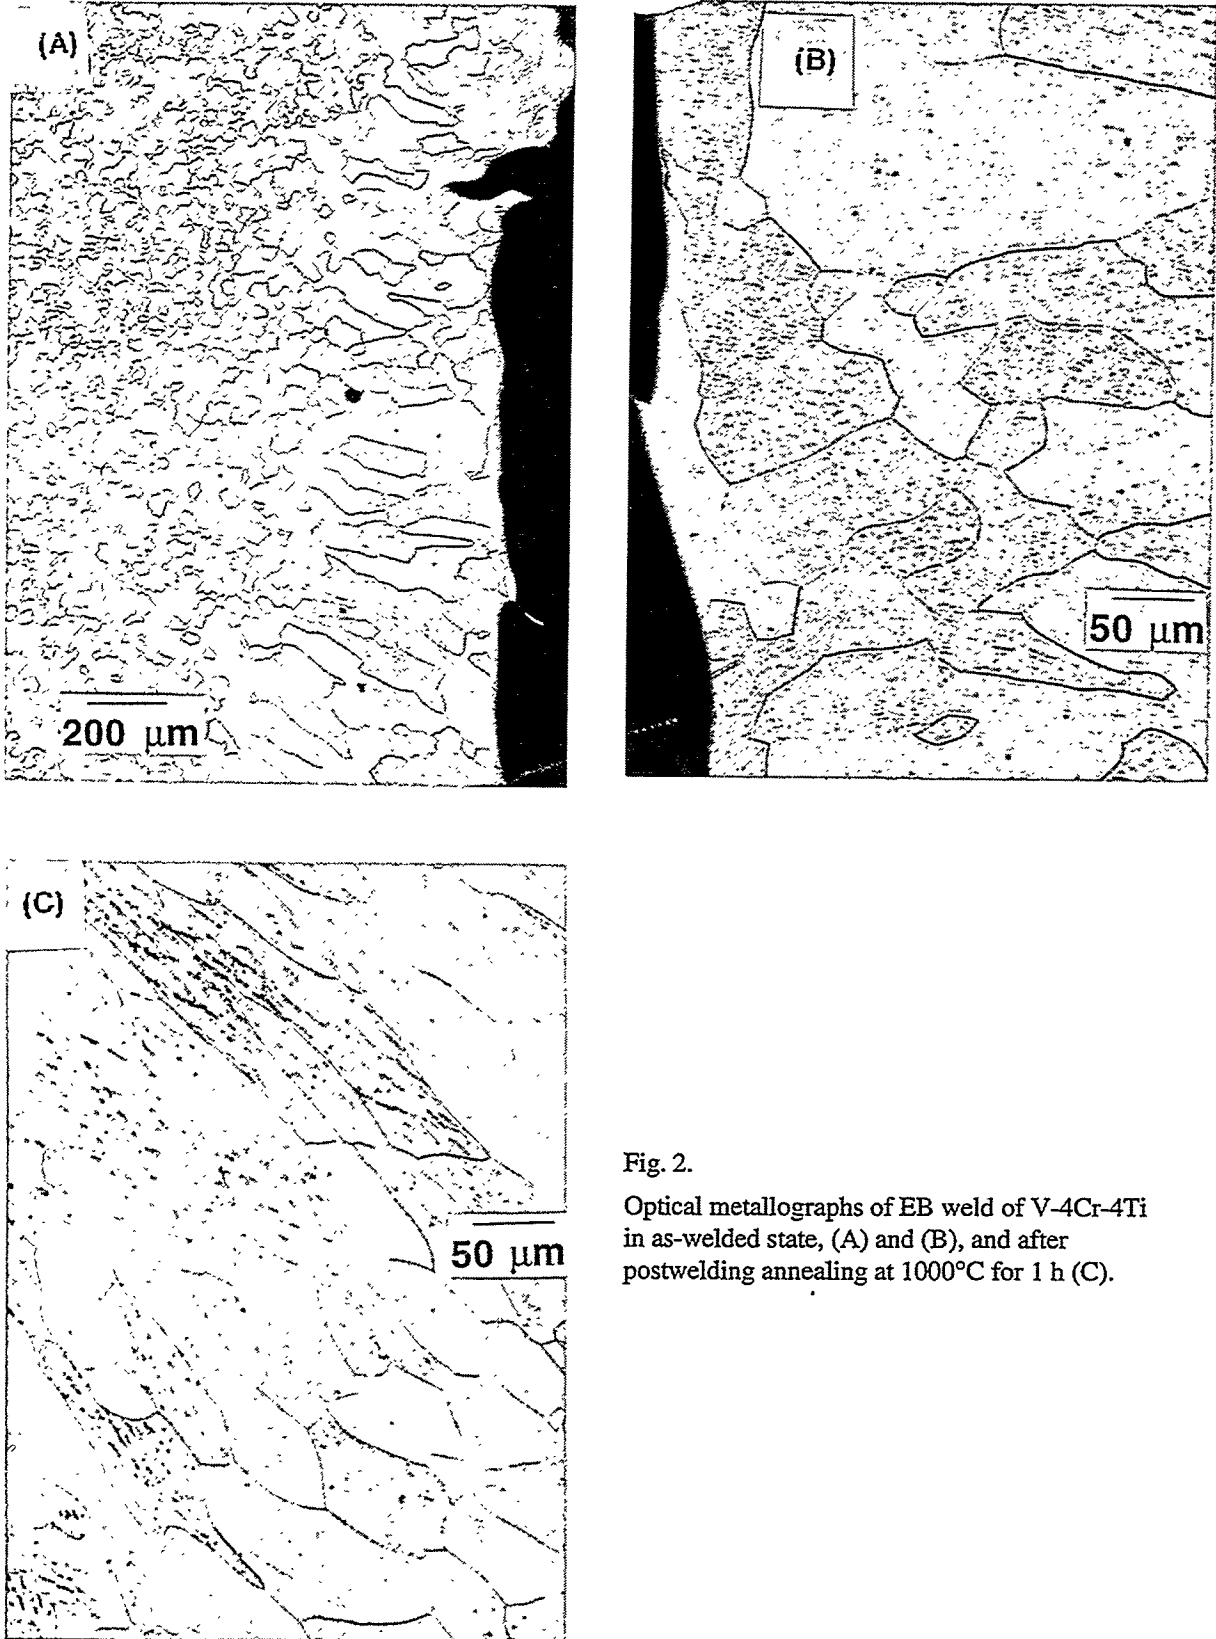 (A)
200 μm
(B)
50 μm
(C)
50 μm
Fig. 2.
Optical metallographs of EB weld of V-4Cr-4Ti
in as-welded state, (A) and (B), and after
postwelding annealing at 1000°C for 1 h (C).